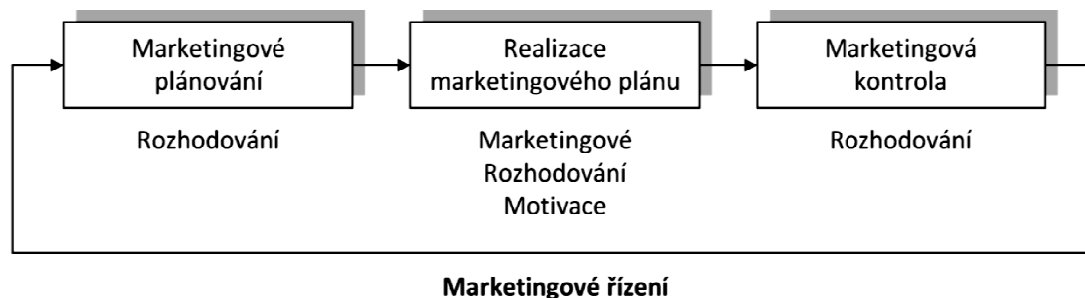 Marketingové
plánování
Realizace
marketingového plánu
Marketingová
kontrola
Rozhodování
Marketingové
Rozhodování
Motivace
Rozhodování
Marketingové řízení